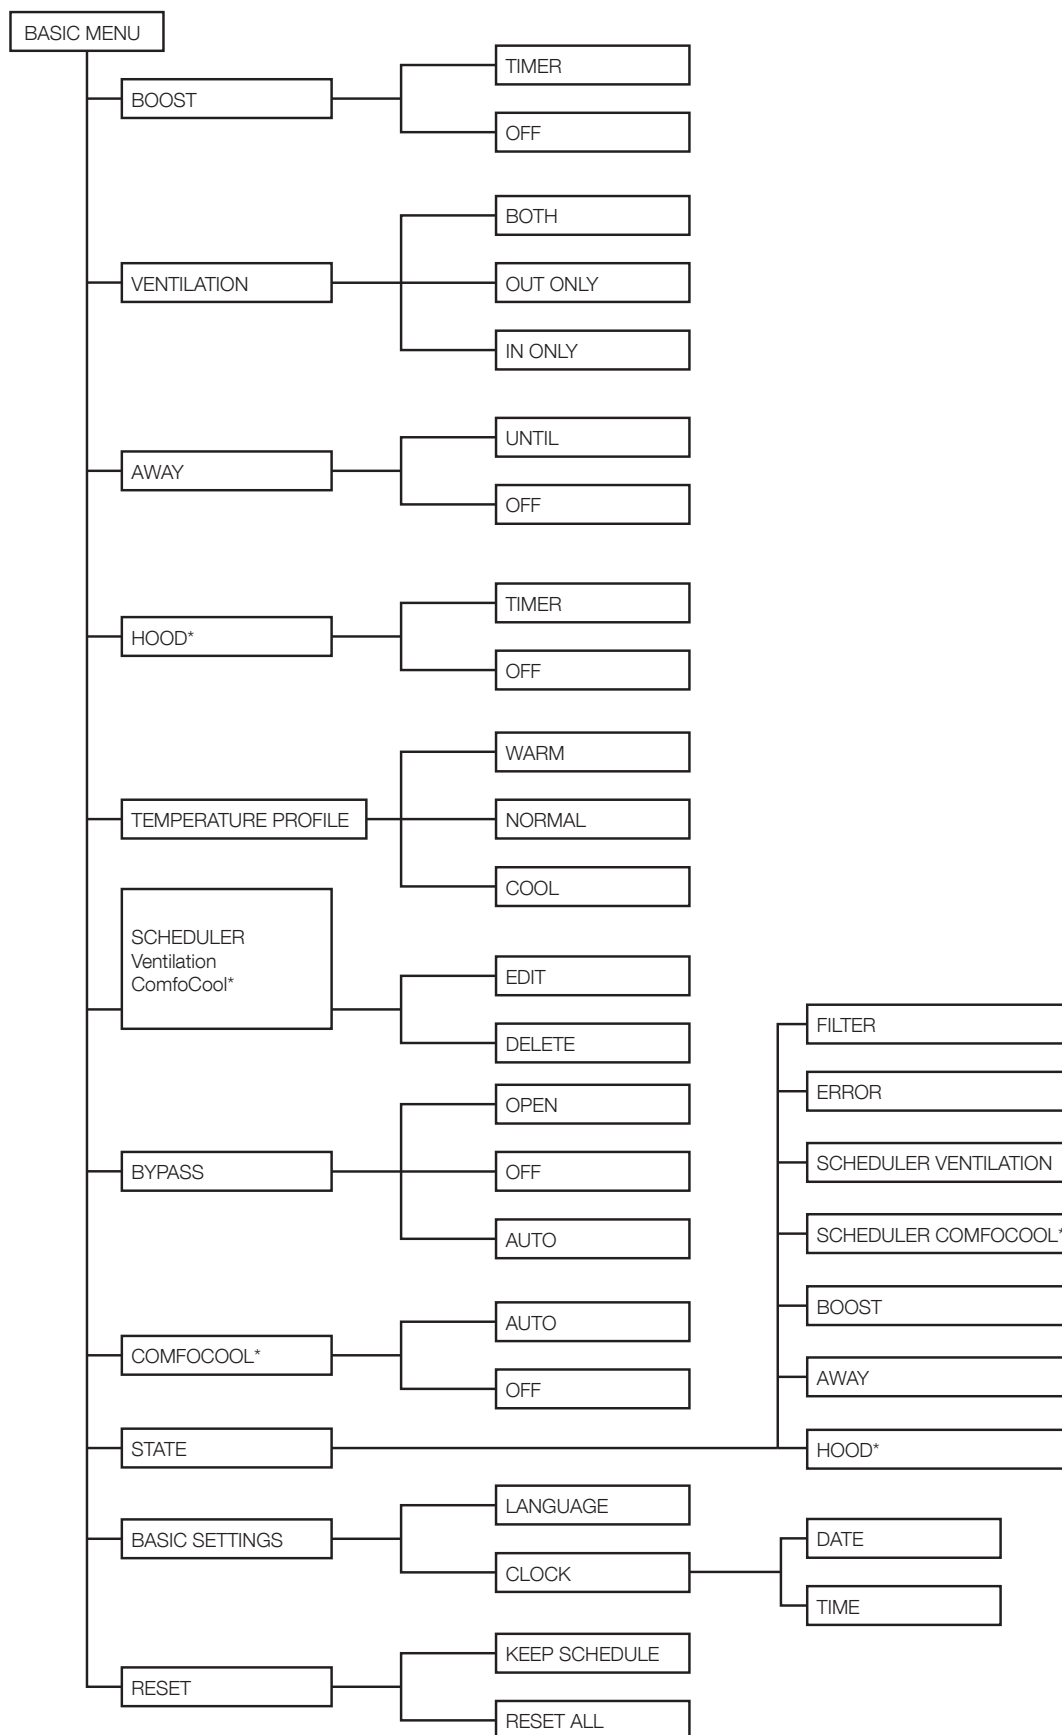 BASIC MENU
BOOST
TIMER
OFF
VENTILATION
BOTH
OUT ONLY
IN ONLY
AWAY
UNTIL
OFF
HOOD*
TIMER
OFF
TEMPERATURE PROFILE
WARM
NORMAL
COOL
SCHEDULER
Ventilation
ComfoCool*
EDIT
DELETE
BYPASS
OPEN
OFF
AUTO
COMFOCOOL*
AUTO
OFF
STATE
FILTER
ERROR
SCHEDULER VENTILATION
SCHEDULER COMFOCOOL*
BOOST
AWAY
HOOD*
BASIC SETTINGS
LANGUAGE
CLOCK
DATE
TIME
RESET
KEEP SCHEDULE
RESET ALL